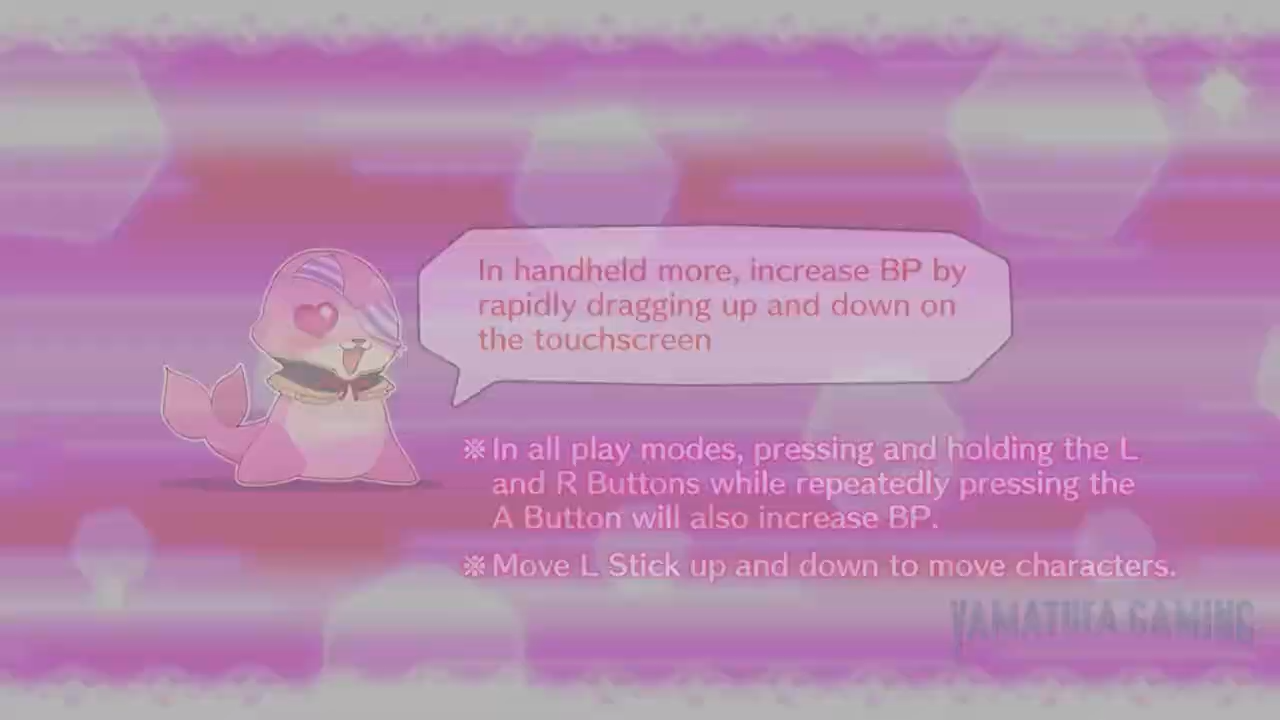 In handheld more, increase BP by
rapidly dragging up and down on
the touchscreen
※In all play modes, pressing and holding the L
and R Buttons while repeatedly pressing the
A Button will also increase BP.
※Move L Stick up and down to move characters.
GAMING